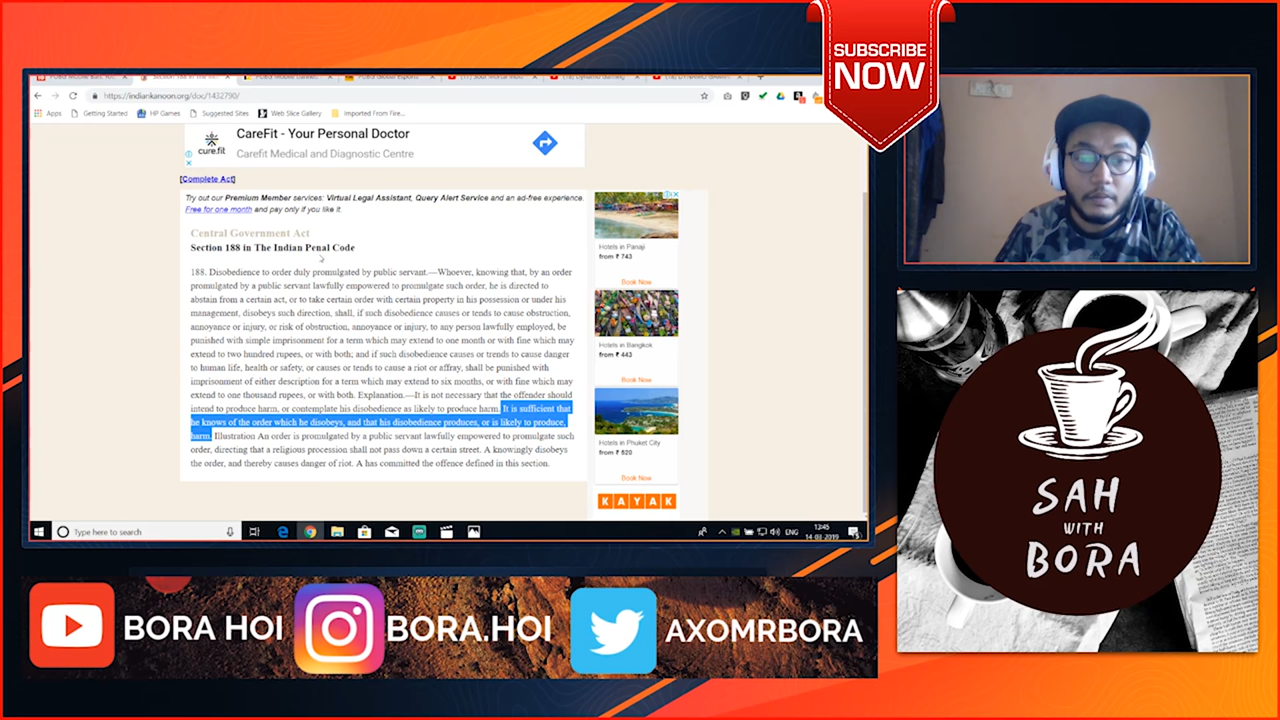 SUBSCRIBE
NOW
https://indiankanoon.org/doc/1432790/
Apps Getting Started HP Games Suggested Sites Web Slice Gallery Imported From Fire...
cure.fit
CareFit - Your Personal Doctor
Carefit Medical and Diagnostic Centre
[Complete Act]
Try out our Premium Member services: Virtual Legal Assistant, Query Alert Service and an ad-free experience.
Free for one month and pay only if you like it.
Central Government Act
Section 188 in The Indian Penal Code
188. Disobedience to order duly promulgated by public servant.—Whoever, knowing that, by an order
promulgated by a public servant lawfully empowered to promulgate such order, he is directed to
abstain from a certain act, or to take certain order with certain property in his possession or under his
management, disobeys such direction, shall, if such disobedience causes or tends to cause obstruction,
annoyance or injury, or risk of obstruction, annoyance or injury, to any person lawfully employed, be
punished with simple imprisonment for a term which may extend to one month or with fine which may
extend to two hundred rupees, or with both; and if such disobedience causes or trends to cause danger
to human life, health or safety, or causes or tends to cause a riot or affray, shall be punished with
imprisonment of either description for a term which may extend to six months, or with fine which may
extend to one thousand rupees, or with both. Explanation.—It is not necessary that the offender should
intend to produce harm, or contemplate his disobedience as likely to produce harm. It is sufficient that
he knows of the order which he disobeys, and that his disobedience produces, or is likely to produce,
harm. Illustration An order is promulgated by a public servant lawfully empowered to promulgate such
order, directing that a religious procession shall not pass down a certain street. A knowingly disobeys
the order, and thereby causes danger of riot. A has committed the offence defined in this section.
Hotels in Panaji
from ₹ 743
Book Now
Hotels in Bangkok
from ₹ 443
Book Now
Hotels in Phuket City
from ₹ 520
Book Now
KAYAK
Type here to search
ENG
13:45
14-03-2019
SAH
WITH
BORA
BORA HOI
BORA.HOI
AXOMRBORA